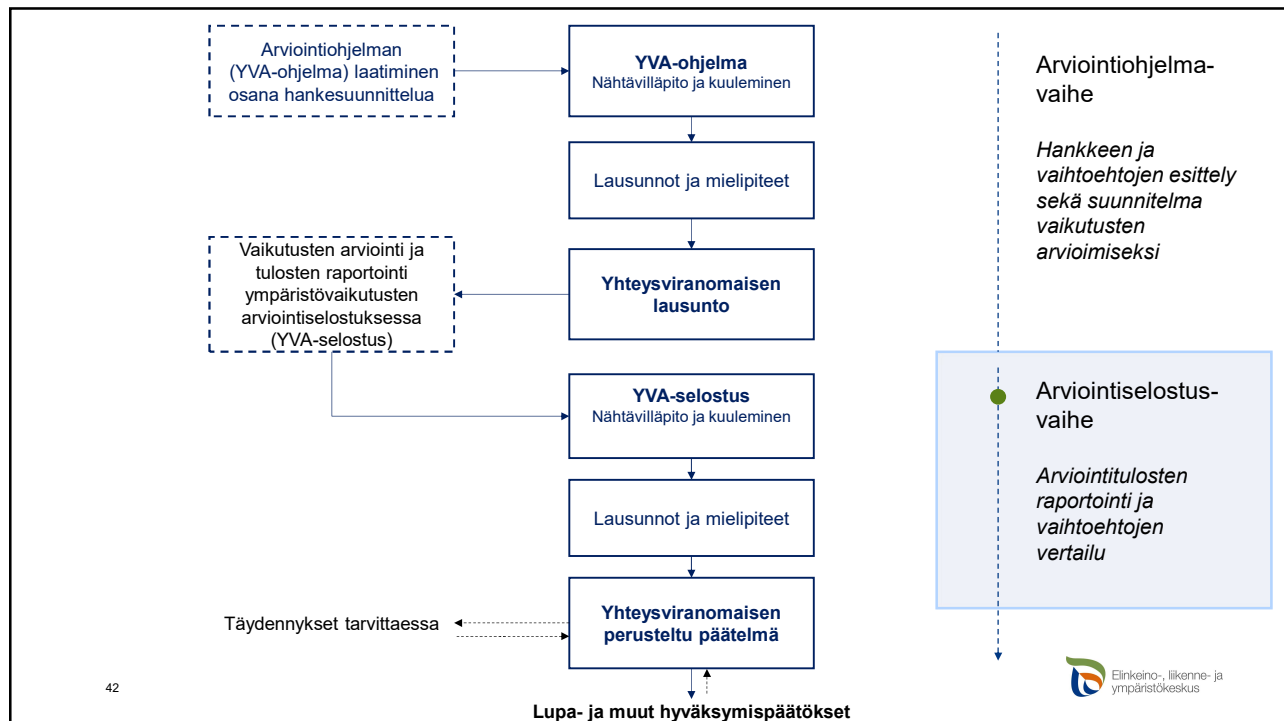 Arviointiohjelman
(YVA-ohjelma) laatiminen
osana hankesuunnittelua
YVA-ohjelma
Nähtävilläpito ja kuuleminen
Lausunnot ja mielipiteet
Yhteysviranomaisen
lausunto
Vaikutusten arviointi ja
tulosten raportointi
ympäristövaikutusten
arviointiselostuksessa
(YVA-selostus)
YVA-selostus
Nähtävilläpito ja kuuleminen
Lausunnot ja mielipiteet
Yhteysviranomaisen
perusteltu päätelmä
Täydennykset tarvittaessa
Lupa- ja muut hyväksymispäätökset
Arviointiohjelma-
vaihe
Hankkeen ja
vaihtoehtojen esittely
sekä suunnitelma
vaikutusten
arvioimiseksi
Arviointiselostus-
vaihe
Arviointitulosten
raportointi ja
vaihtoehtojen
vertailu
42
Elinkeino-, liikenne- ja
ympäristökeskus